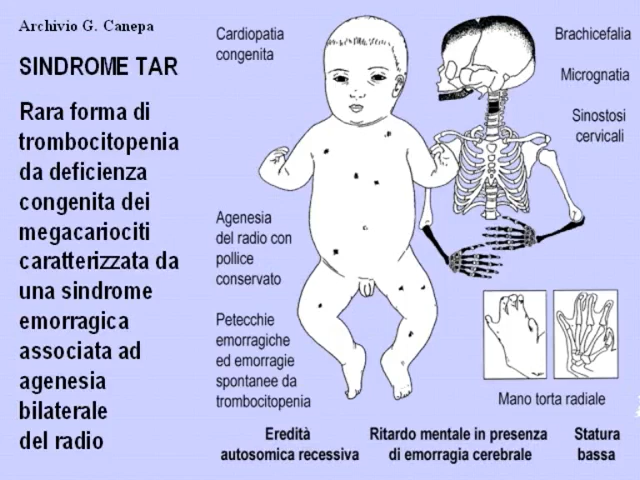 Archivio G. Canepa
SINDROME TAR
Rara forma di
trombocitopenia
da deficienza
congenita dei
megacariociti
caratterizzata da
una sindrome
emorragica
associata ad
agenesia
bilaterale
del radio
Cardiopatia
congenita
Agenesia
del radio con
pollice
conservato
Petecchie
emorragiche
ed emorragie
spontanee da
trombocitopenia
Brachicefalia
Micrognatia
Sinostosi
cervicali
Mano torta radiale
Eredità
autosomica recessiva
Ritardo mentale in presenza
di emorragia cerebrale
Statura
bassa